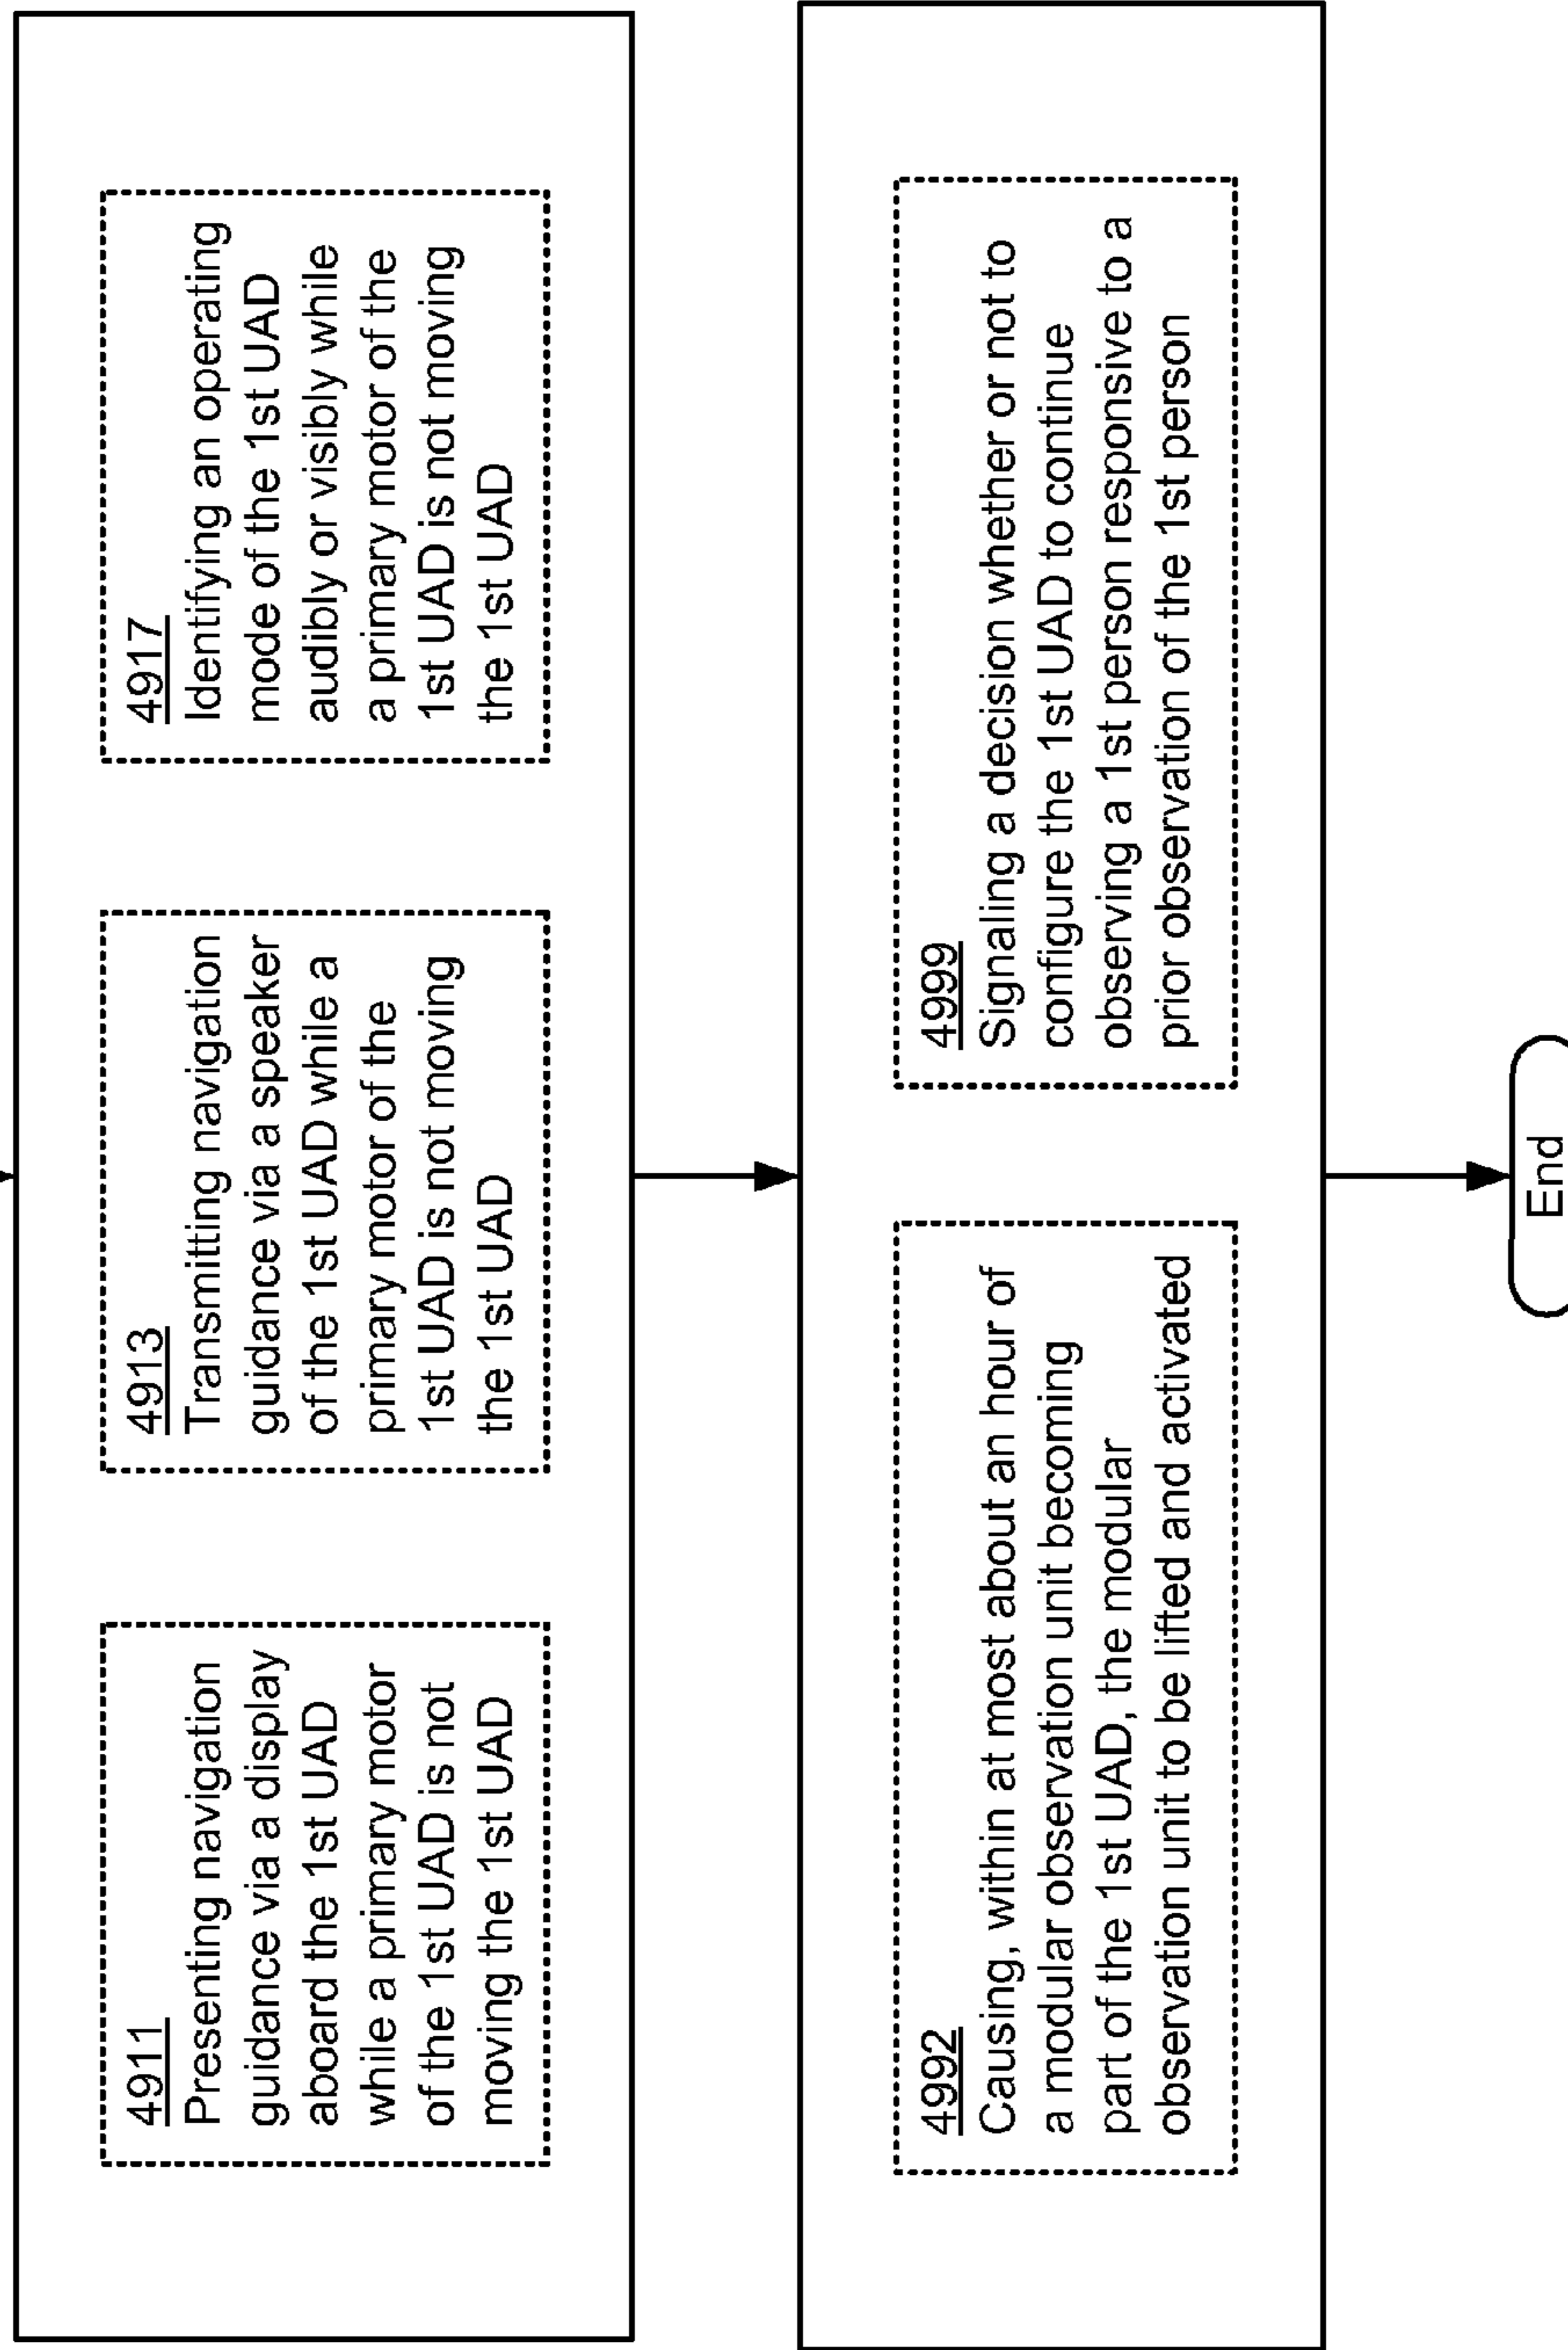 4911
Presenting navigation
guidance via a display
aboard the 1st UAD
while a primary motor
of the 1st UAD is not
moving the 1st UAD
4913
Transmitting navigation
guidance via a speaker
of the 1st UAD while a
primary motor of the
1st UAD is not moving
the 1st UAD
4917
Identifying an operating
mode of the 1st UAD
audibly or visibly while
a primary motor of the
1st UAD is not moving
the 1st UAD
4992
Causing, within at most about an hour of
a modular observation unit becoming
part of the 1st UAD, the modular
observation unit to be lifted and activated
4999
Signaling a decision whether or not to
configure the 1st UAD to continue
observing a 1st person responsive to a
prior observation of the 1st person
End